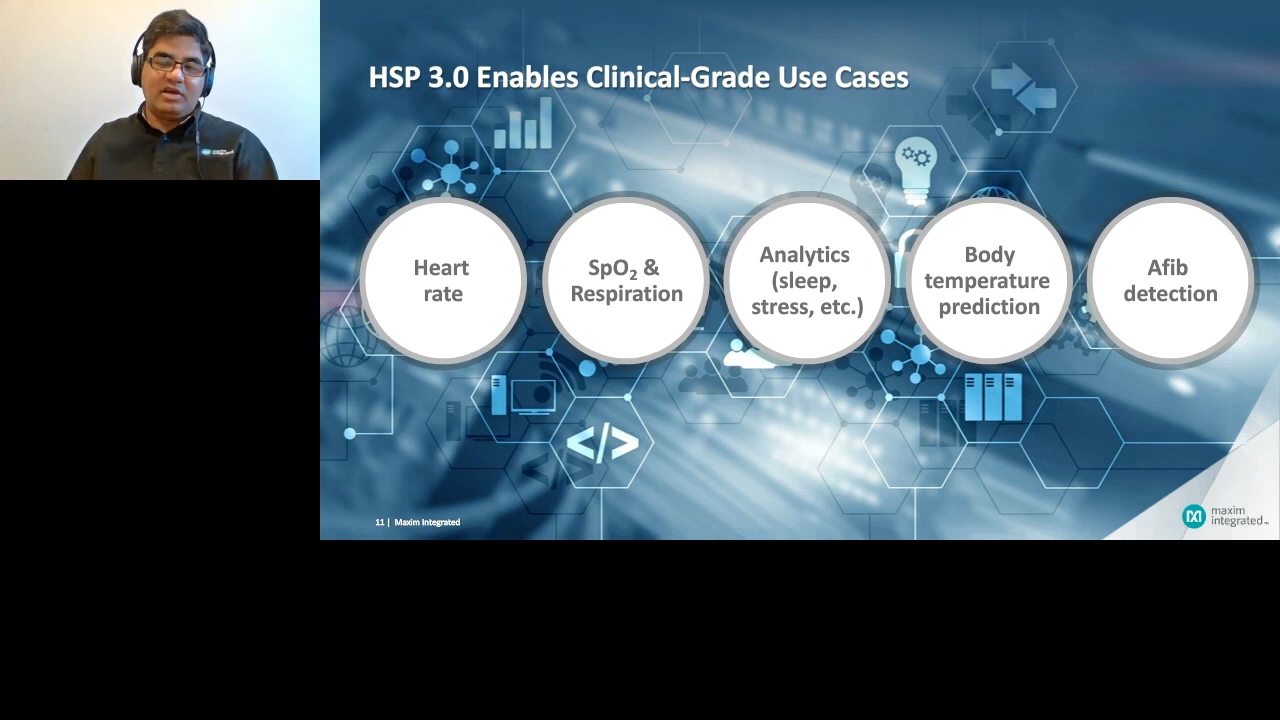 HSP 3.0 Enables Clinical-Grade Use Cases
Heart
rate
SpO₂ &
Respiration
Analytics
(sleep,
stress, etc.)
Body
temperature
prediction
Afib
detection
</>
11 | Maxim Integrated
maxim
integrated™